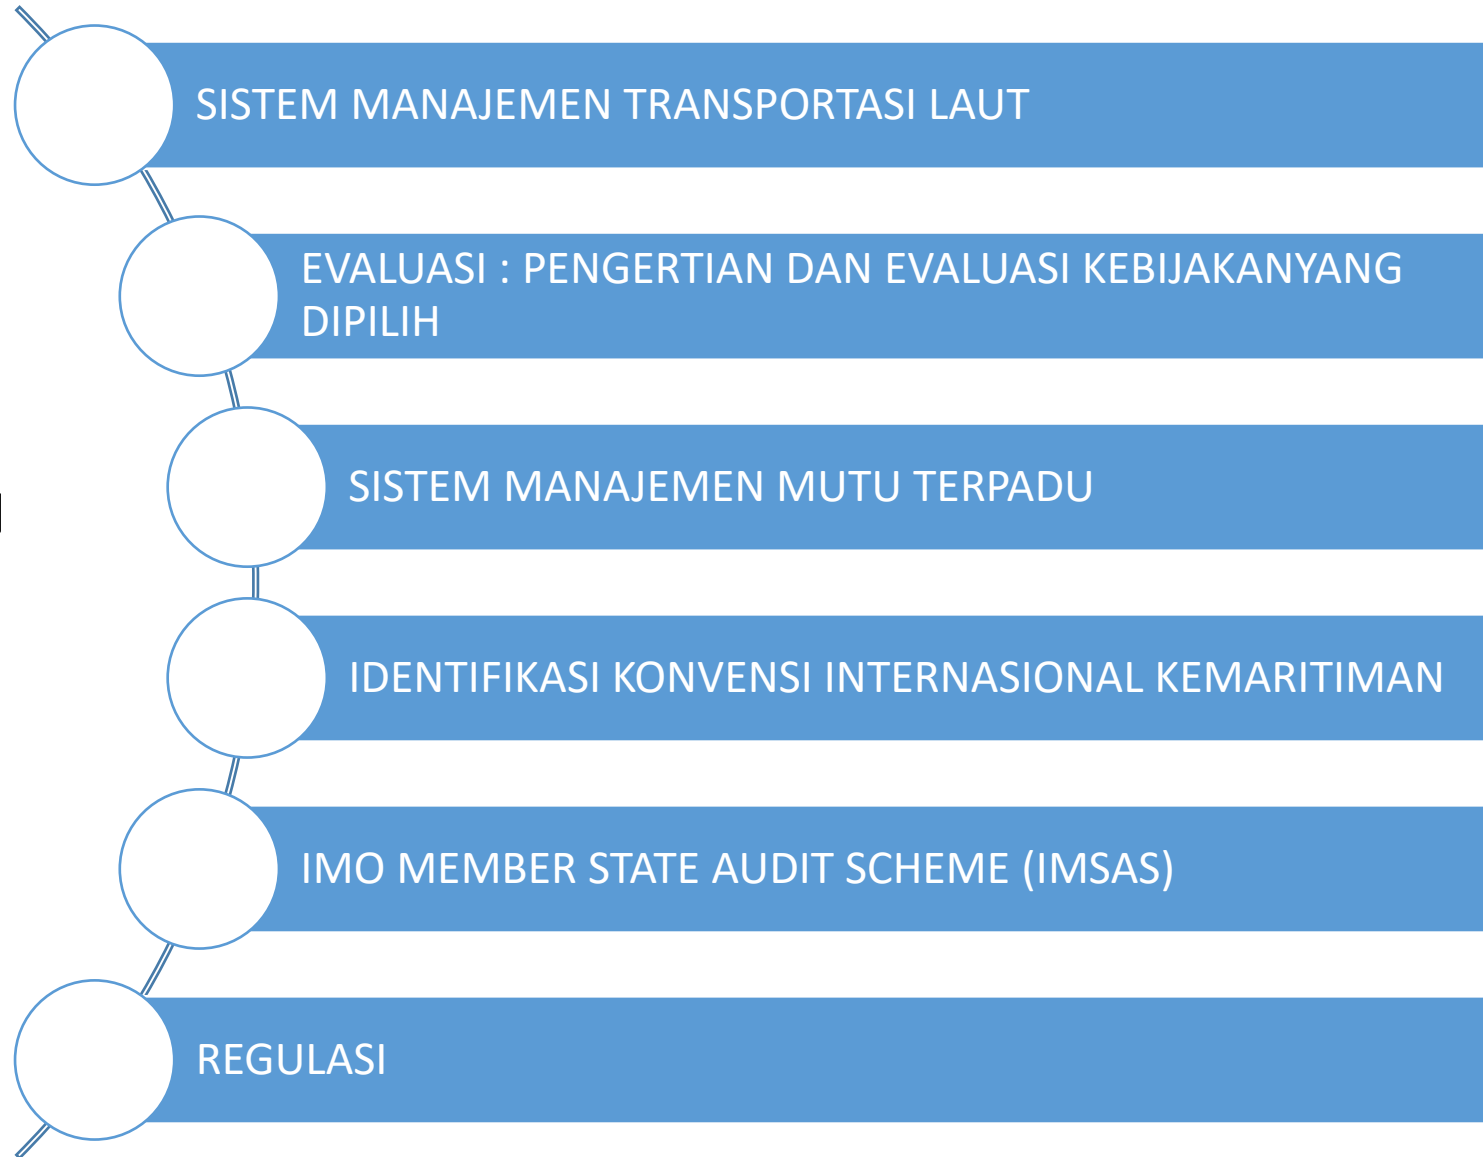 SISTEM MANAJEMEN TRANSPORTASI LAUT
EVALUASI : PENGERTIAN DAN EVALUASI KEBIJAKANYANG
DIPILIH
SISTEM MANAJEMEN MUTU TERPADU
IDENTIFIKASI KONVENSI INTERNASIONAL KEMARITIMAN
IMO MEMBER STATE AUDIT SCHEME (IMSAS)
REGULASI